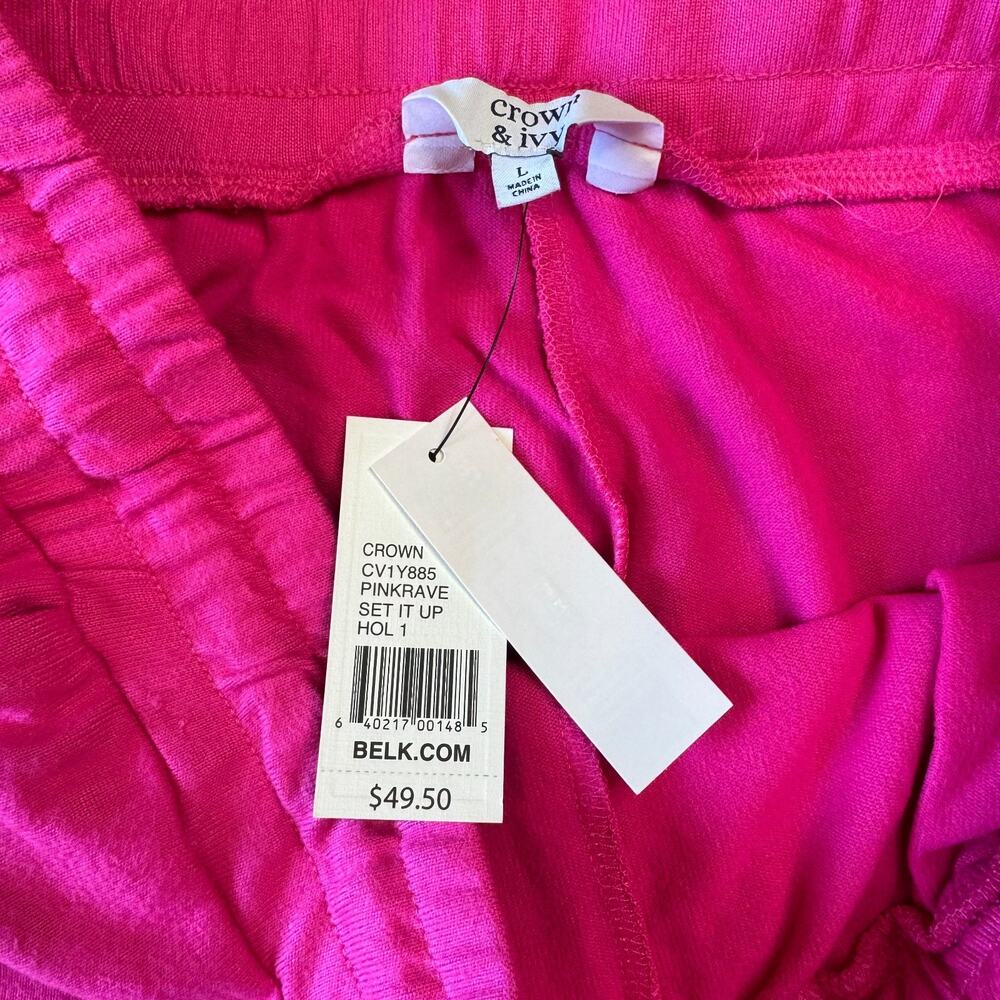 crown
& ivy
L
MADE IN
CHINA
CROWN
CV1Y885
PINKRAVE
SET IT UP
HOL 1
6 40217 00148 5
BELK.COM
$49.50